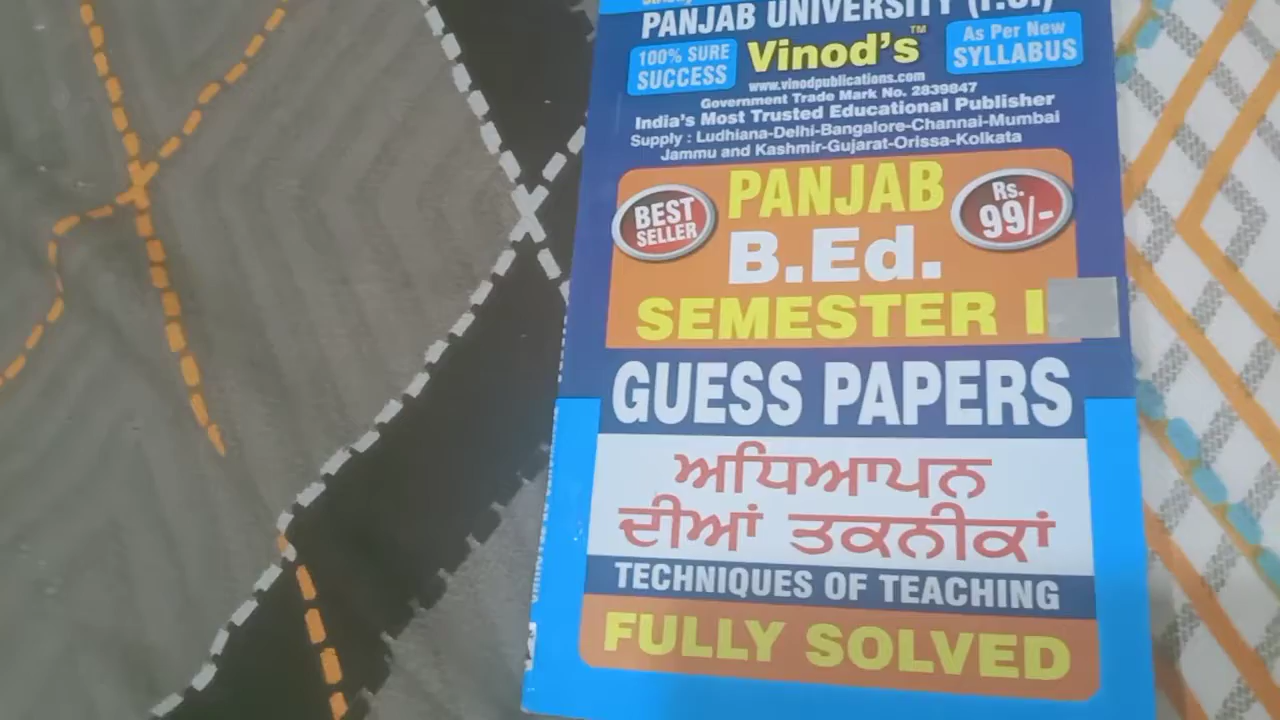 PANJAB UNIVERSITY (P.U.)
100% SURE
SUCCESS
Vinod's™
As Per New
SYLLABUS
www.vinodpublications.com
Government Trade Mark No. 2839847
India's Most Trusted Educational Publisher
Supply : Ludhiana-Delhi-Bangalore-Channai-Mumbai
Jammu and Kashmir-Gujarat-Orissa-Kolkata
BEST
SELLER
PANJAB
Rs.
99/-
B.Ed.
SEMESTER I
GUESS PAPERS
ਅਧਿਆਪਨ
ਦੀਆਂ ਤਕਨੀਕਾਂ
TECHNIQUES OF TEACHING
FULLY SOLVED